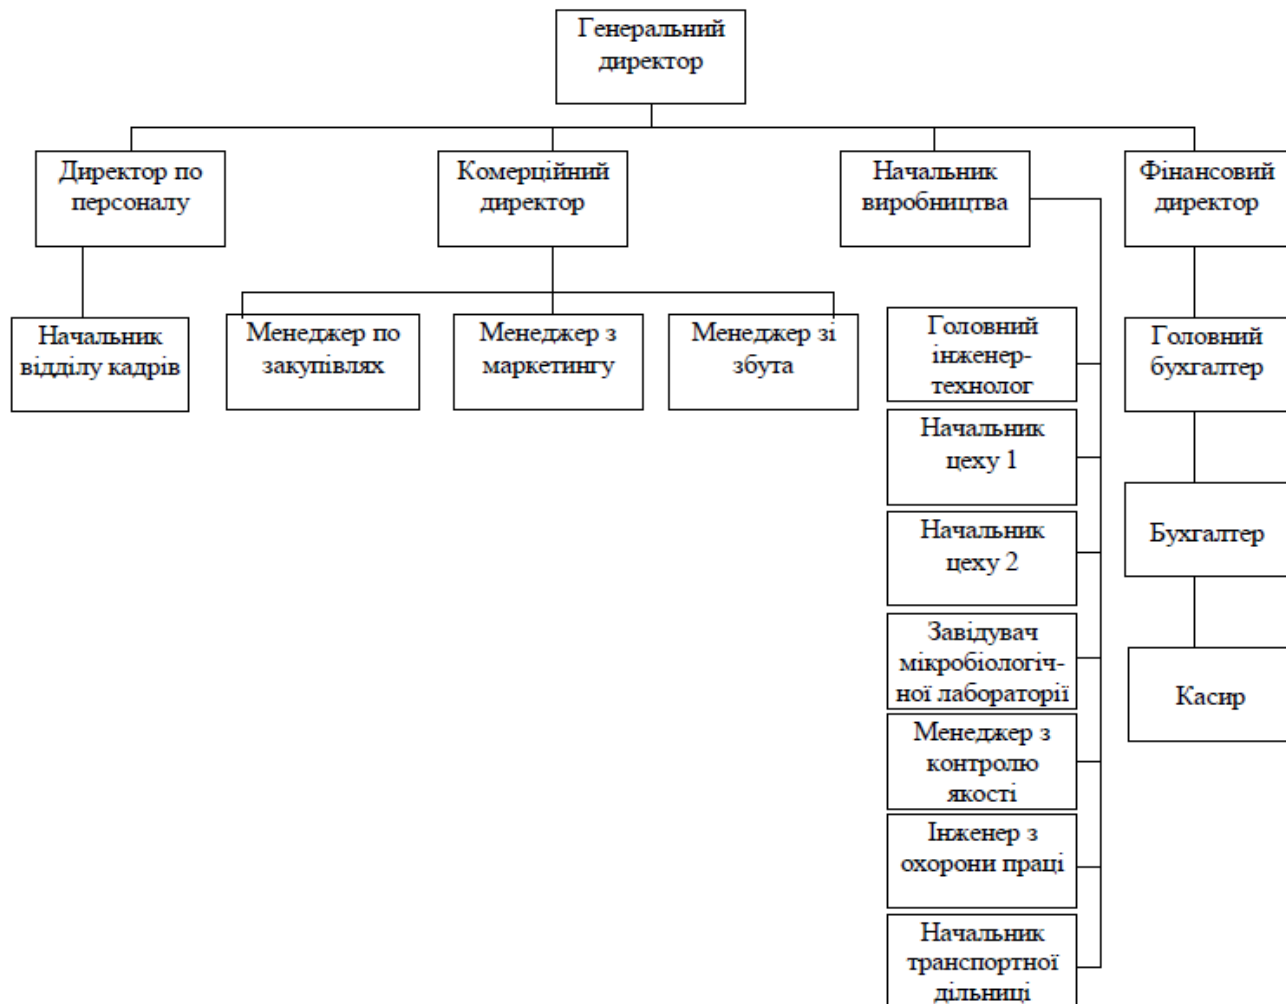 Генеральний
директор
Директор по
персоналу
Комерційний
директор
Начальник
виробництва
Фінансовий
директор
Начальник
відділу кадрів
Менеджер по
закупівлях
Менеджер з
маркетингу
Менеджер зі
збута
Головний
інженер-
технолог
Начальник
цеху 1
Начальник
цеху 2
Завідувач
мікробіологіч-
ної лабораторії
Менеджер з
контролю
якості
Інженер з
охорони праці
Начальник
транспортної
дільниці
Головний
бухгалтер
Бухгалтер
Касир